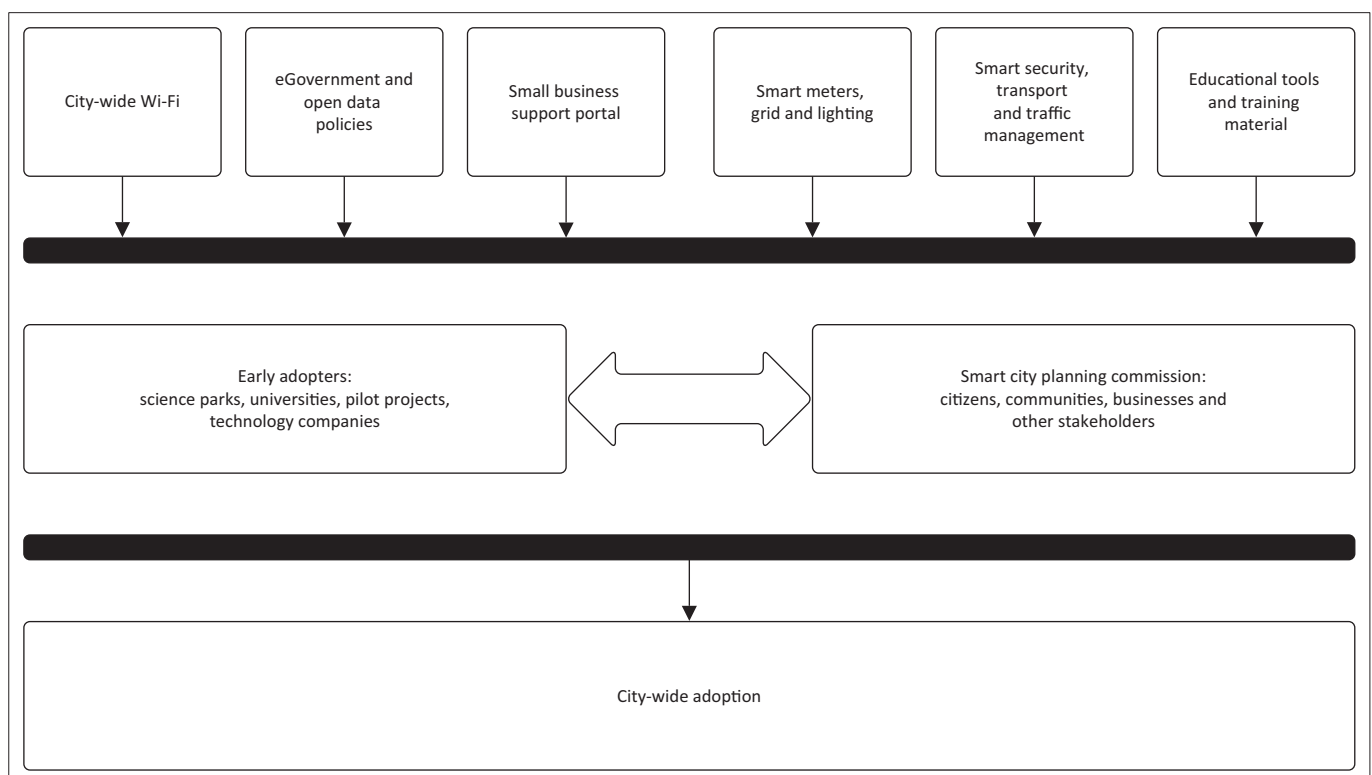 City-wide Wi-Fi
eGovernment and
open data
policies
Small business
support portal
Smart meters,
grid and lighting
Smart security,
transport
and traffic
management
Educational tools
and training
material
Early adopters:
science parks, universities, pilot projects,
technology companies
Smart city planning commission:
citizens, communities, businesses and
other stakeholders
City-wide adoption